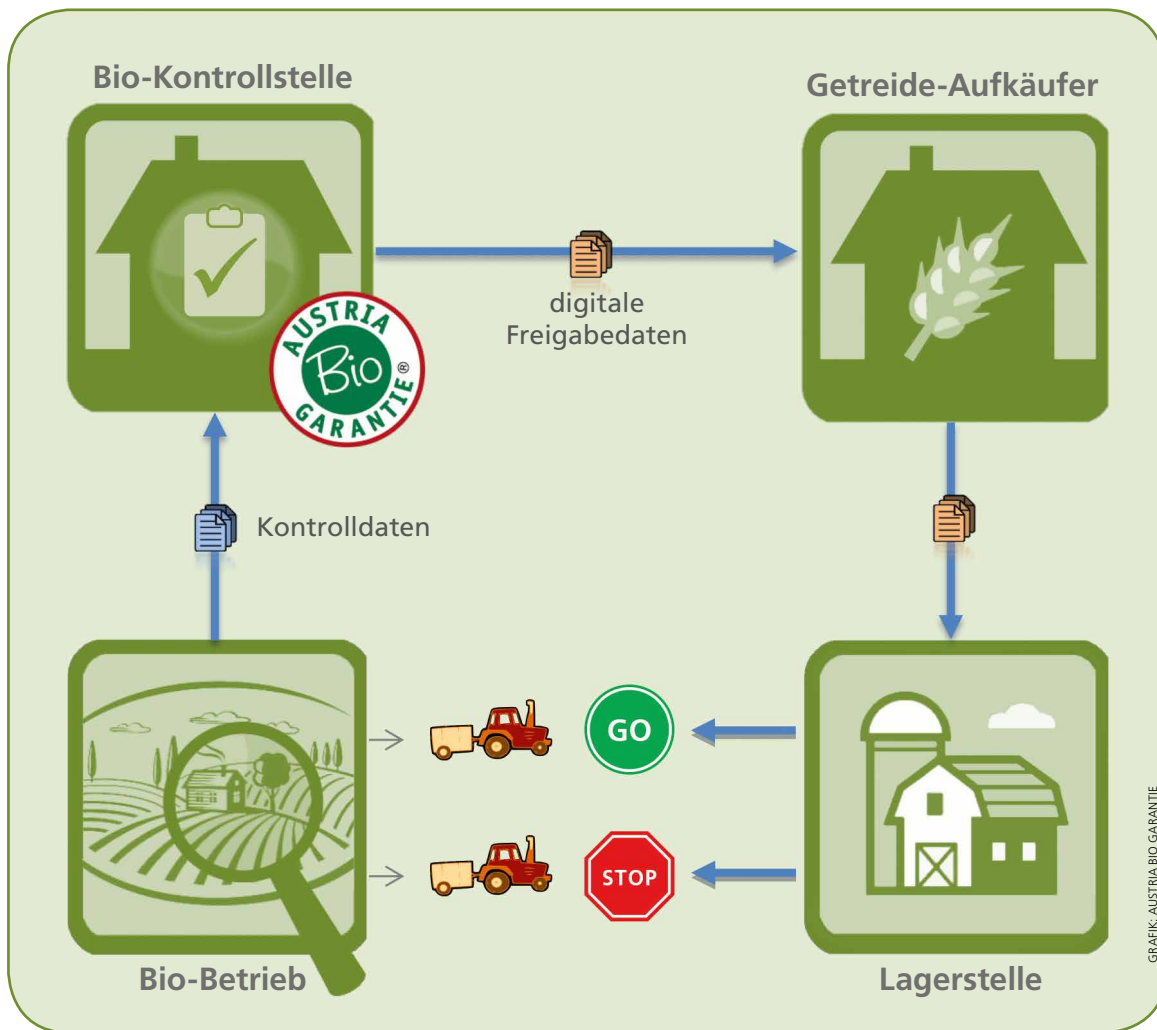 Bio-Kontrollstelle
Getreide-Aufkäufer
AUSTRIA
Bio
GARANTIE®
digitale
Freigabedaten
Kontrolldaten
GO
STOP
Bio-Betrieb
Lagerstelle
GRAFIK: AUSTRIA BIO GARANTIE